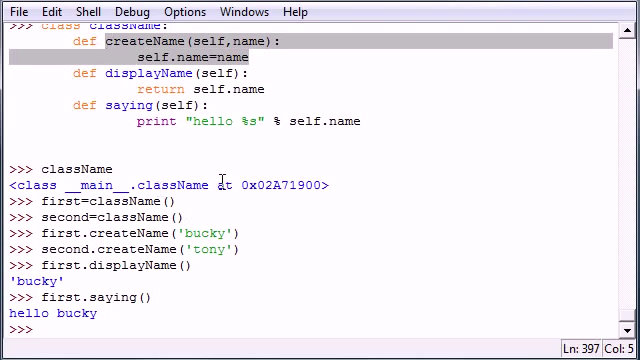 File Edit Shell Debug Options Windows Help
>>> class className:
def createName(self,name):
self.name=name
def displayName(self):
return self.name
def saying(self):
print "hello %s" % self.name
>>> className
<class __main__.className at 0x02A71900>
>>> first=className()
>>> second=className()
>>> first.createName('bucky')
>>> second.createName('tony')
>>> first.displayName()
'bucky'
>>> first.saying()
hello bucky
>>>
Ln: 397 Col: 5